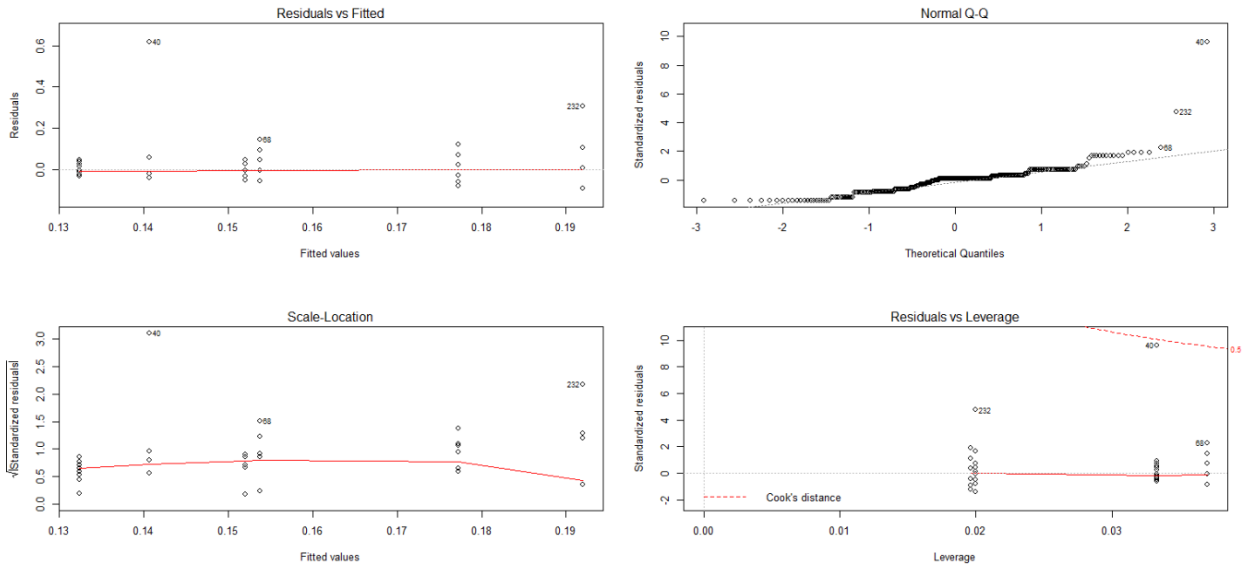 Residuals vs Fitted
Residuals
0.0 0.2 0.4 0.6
40
68
232
0.13 0.14 0.15 0.16 0.17 0.18 0.19
Fitted values
Normal Q-Q
Standardized residuals
0 2 4 6 8 10
40
232
68
-3 -2 -1 0 1 2 3
Theoretical Quantiles
Scale-Location
√|Standardized residuals|
0.0 0.5 1.0 1.5 2.0 2.5 3.0
40
68
232
0.13 0.14 0.15 0.16 0.17 0.18 0.19
Fitted values
Residuals vs Leverage
Standardized residuals
-2 0 2 4 6 8 10
40
0.5
232
68
Cook's distance
0.00 0.01 0.02 0.03
Leverage